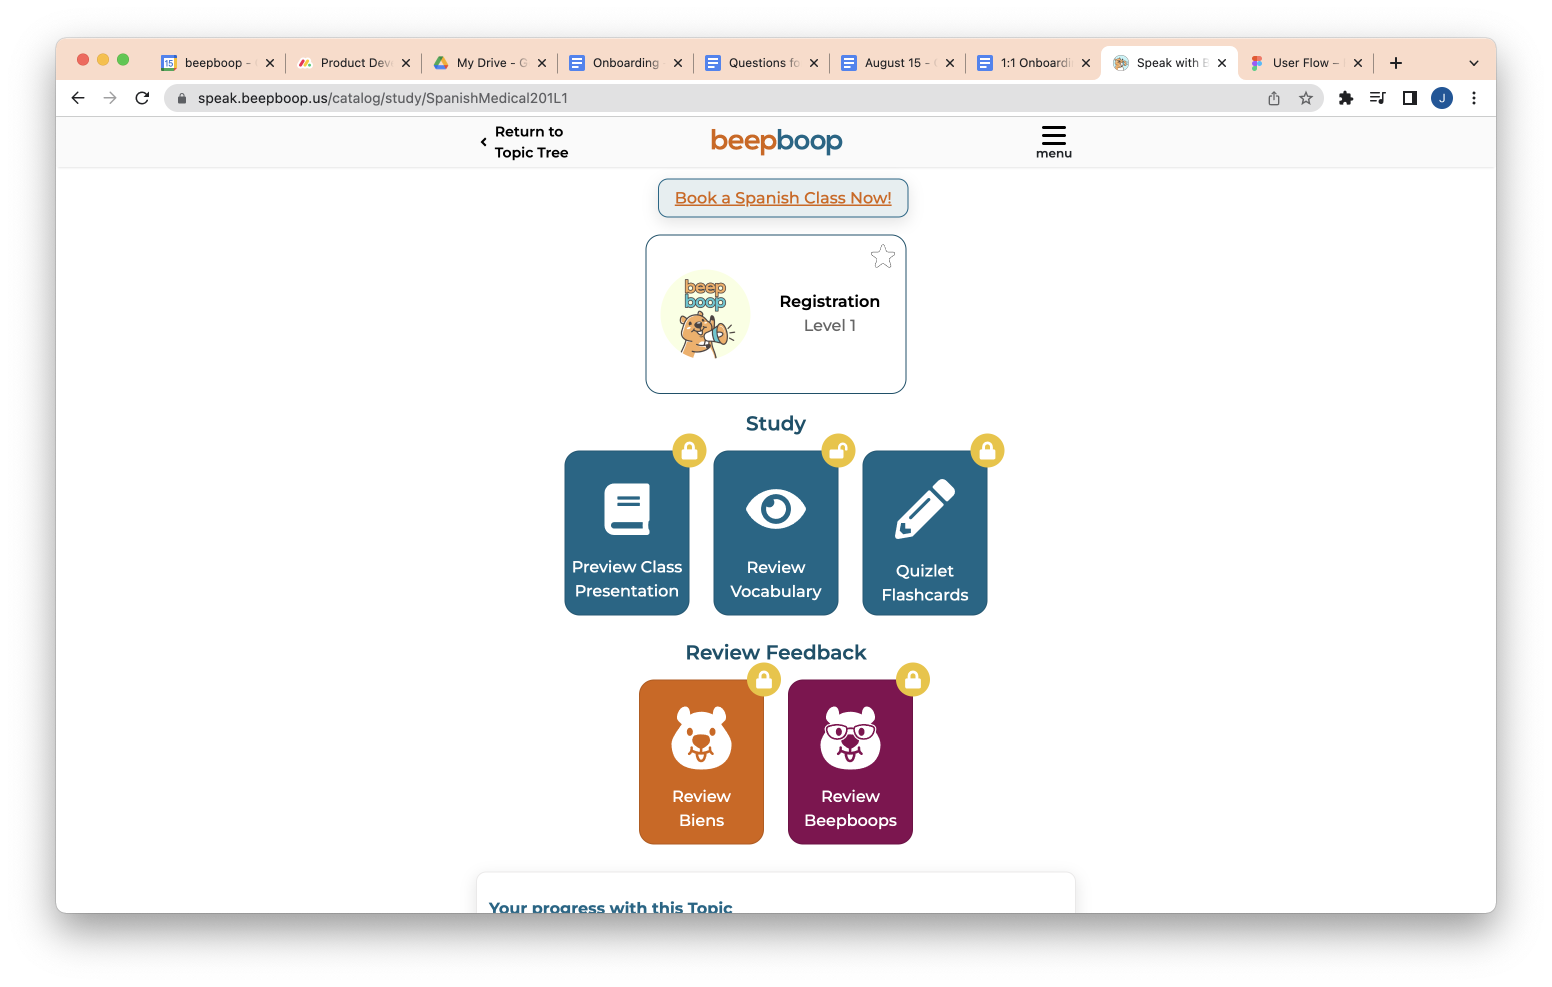 beepboop -
Product Dev
My Drive - G
Onboarding
Questions fo
August 15 -
1:1 Onboardi
Speak with B
User Flow –
speak.beepboop.us/catalog/study/SpanishMedical201L1
J
Return to
Topic Tree
beepboop
menu
Book a Spanish Class Now!
beep
boop
Registration
Level 1
Study
Preview Class
Presentation
Review
Vocabulary
Quizlet
Flashcards
Review Feedback
Review
Biens
Review
Beepboops
Your progress with this Topic